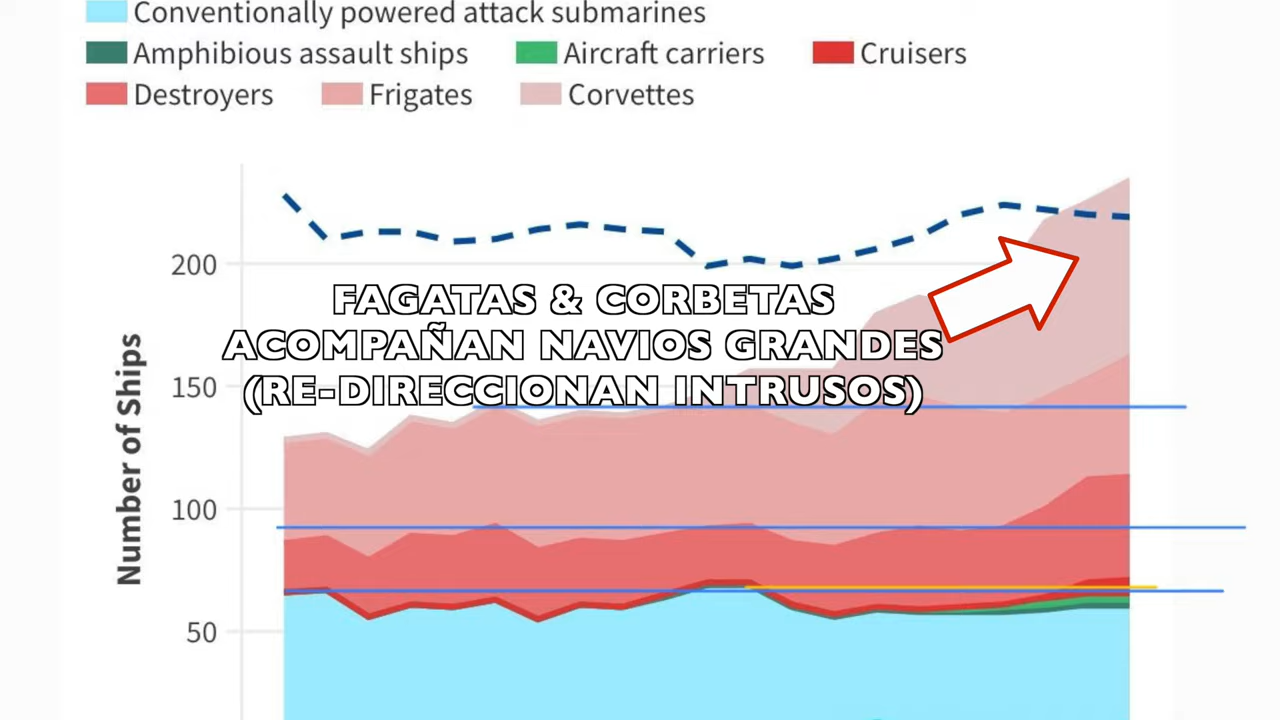 Conventionally powered attack submarines
Amphibious assault ships Aircraft carriers Cruisers
Destroyers Frigates Corvettes
200
FAGATAS & CORBETAS
ACOMPAÑAN NAVIOS GRANDES
(RE-DIRECCIONAN INTRUSOS)
150
Number of Ships
100
50